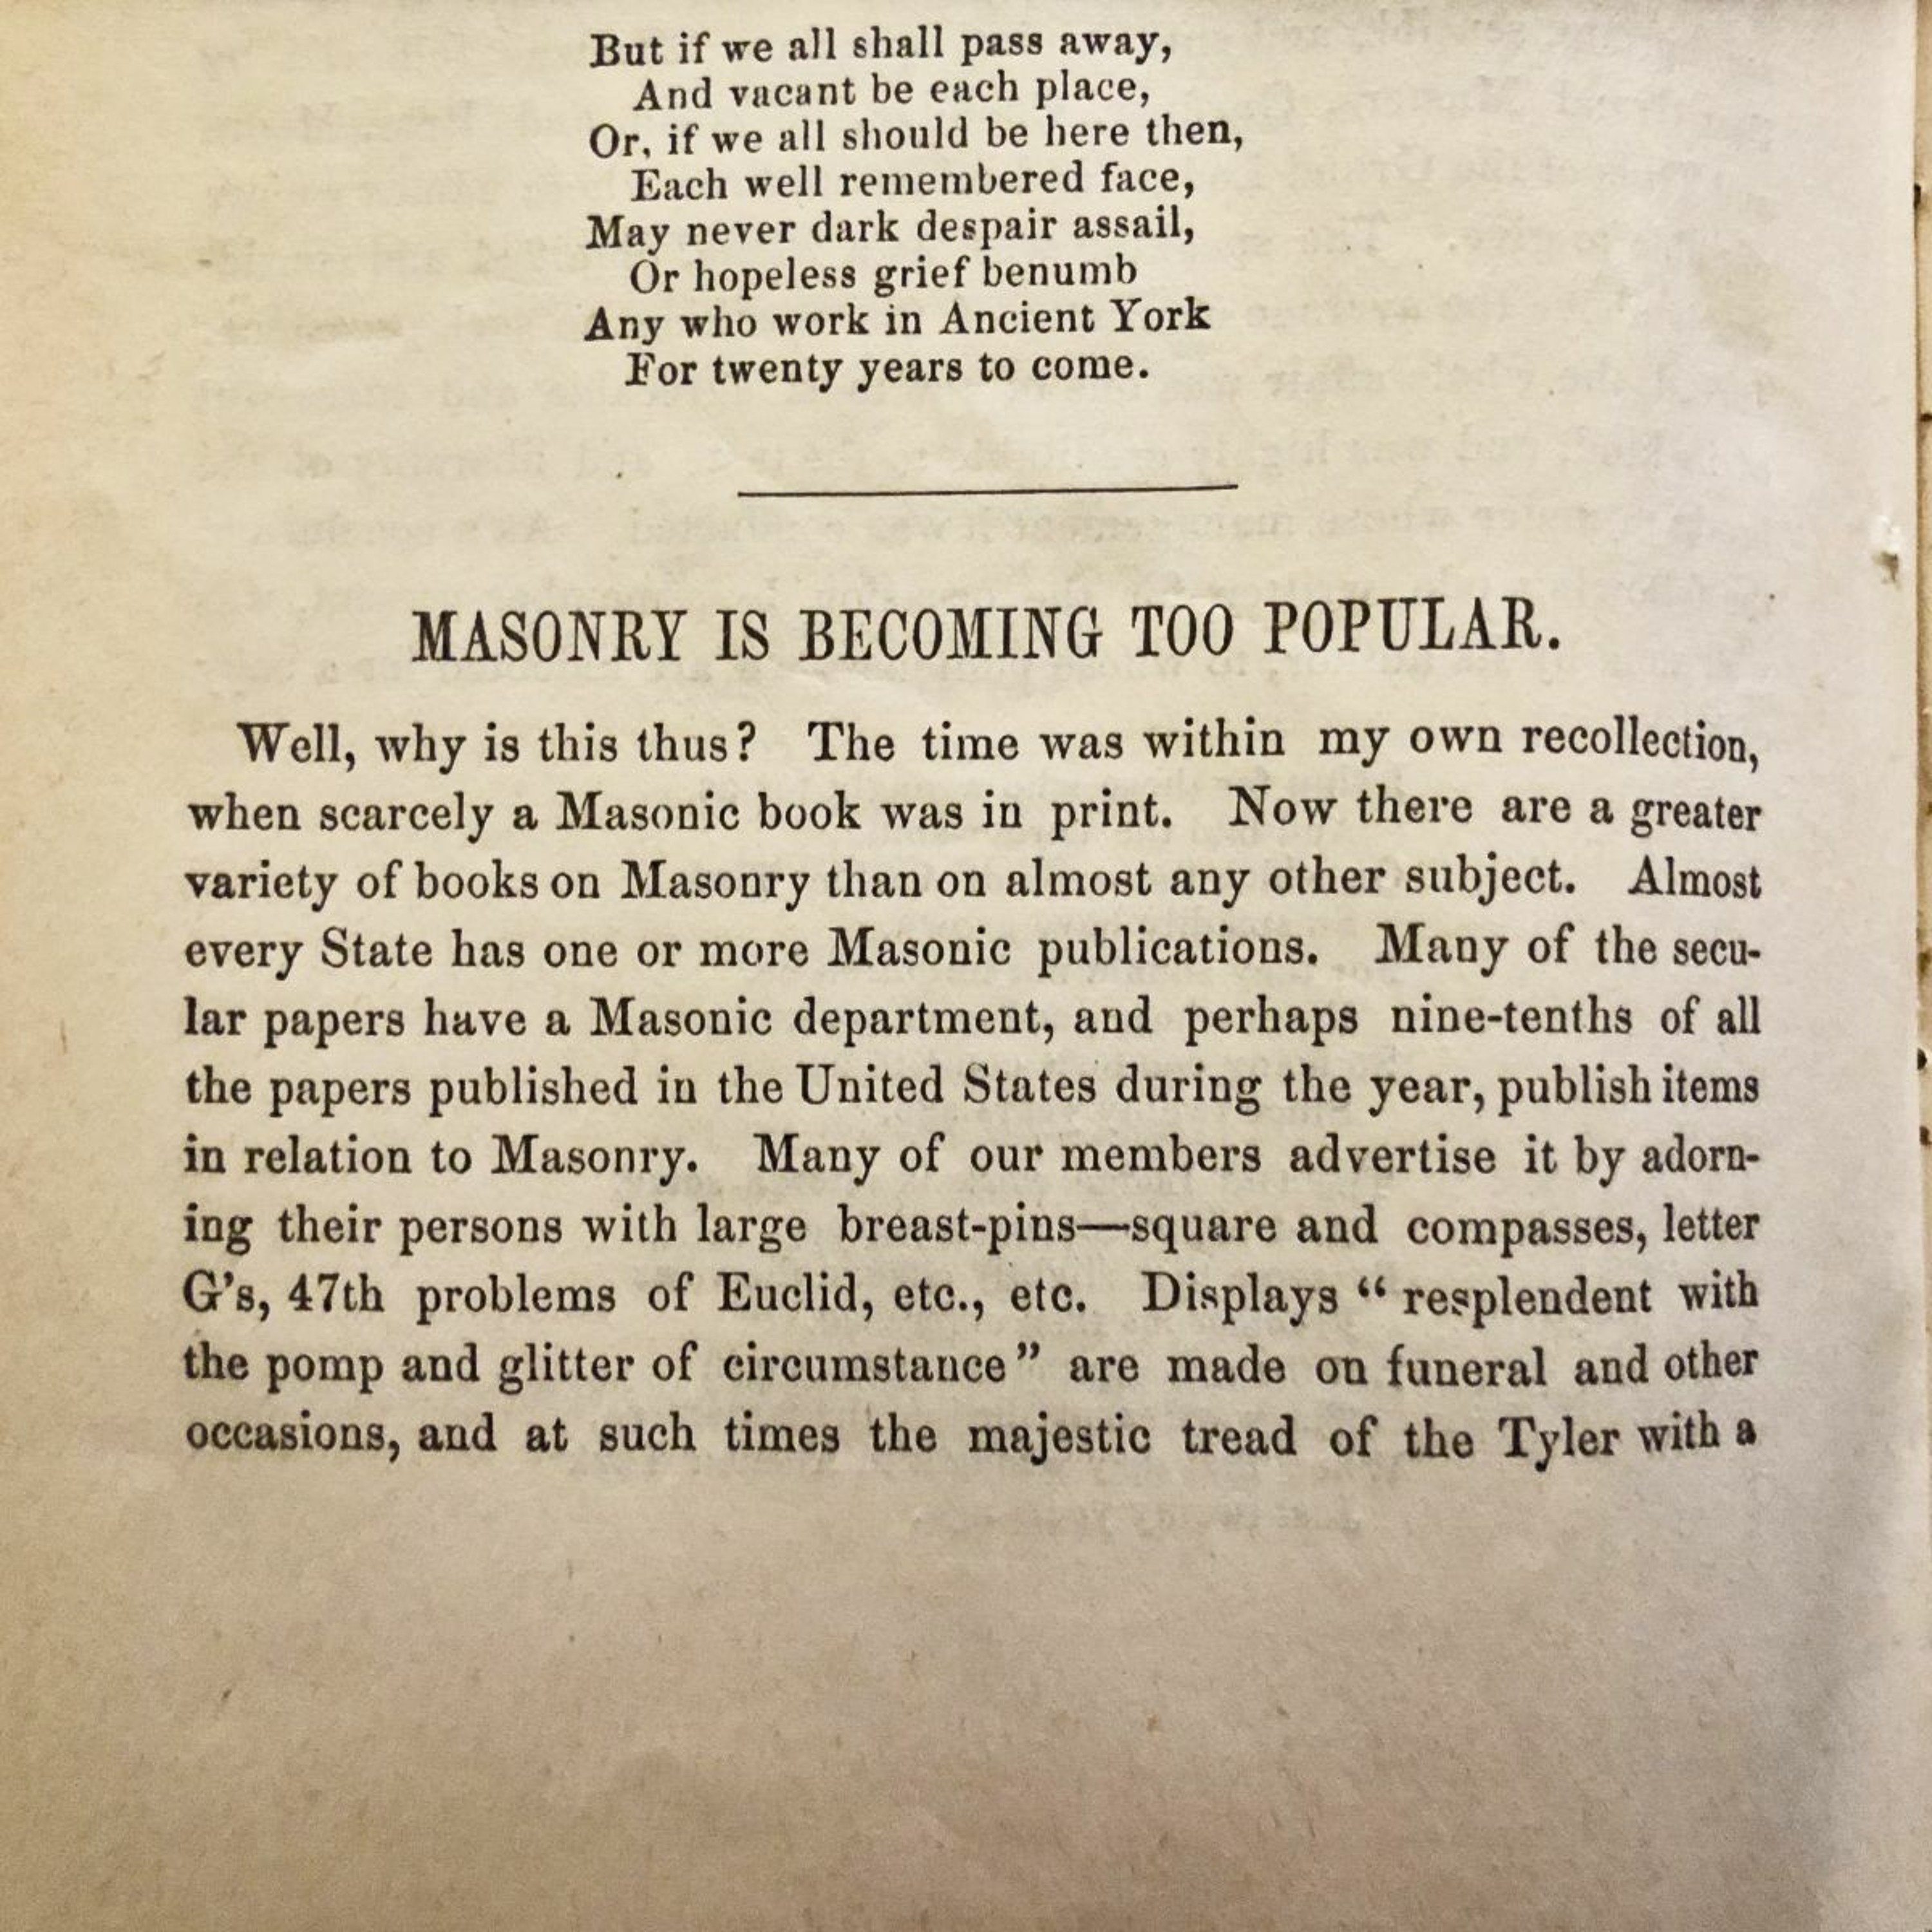 But if we all shall pass away,
And vacant be each place,
Or, if we all should be here then,
Each well remembered face,
May never dark despair assail,
Or hopeless grief benumb
Any who work in Ancient York
For twenty years to come.
MASONRY IS BECOMING TOO POPULAR.
Well, why is this thus? The time was within my own recollection,
when scarcely a Masonic book was in print. Now there are a greater
variety of books on Masonry than on almost any other subject. Almost
every State has one or more Masonic publications. Many of the secu-
lar papers have a Masonic department, and perhaps nine-tenths of all
the papers published in the United States during the year, publish items
in relation to Masonry. Many of our members advertise it by adorn-
ing their persons with large breast-pins—square and compasses, letter
G's, 47th problems of Euclid, etc., etc. Displays “ resplendent with
the pomp and glitter of circumstance” are made on funeral and other
occasions, and at such times the majestic tread of the Tyler with a